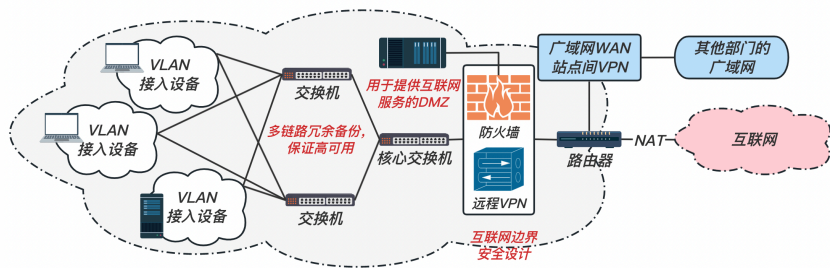 VLAN
接入设备
VLAN
接入设备
VLAN
接入设备
交换机
多链路冗余备份，
保证高可用
交换机
用于提供互联网
服务的DMZ
核心交换机
防火墙
远程VPN
互联网边界
安全设计
广域网WAN
站点间VPN
其他部门的
广域网
路由器
NAT
互联网